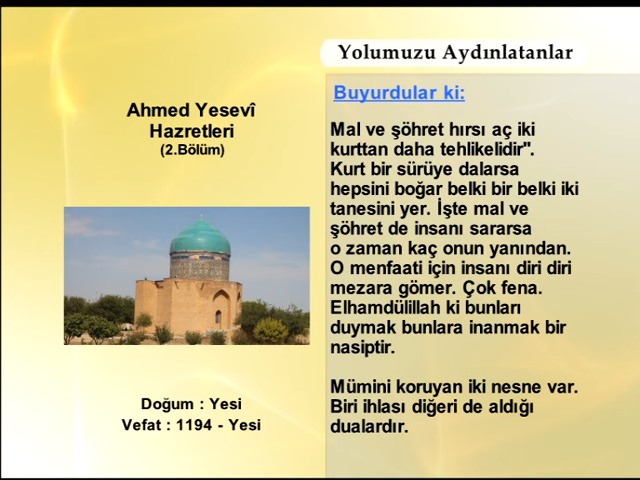 Yolumuzu Aydınlatanlar
Ahmed Yesevî
Hazretleri
(2.Bölüm)
Doğum : Yesi
Vefat : 1194 - Yesi
Buyurdular ki:
Mal ve şöhret hırsı aç iki
kurttan daha tehlikelidir".
Kurt bir sürüye dalarsa
hepsini boğar belki bir belki iki
tanesini yer. İşte mal ve
şöhret de insanı sararsa
o zaman kaç onun yanından.
O menfaati için insanı diri diri
mezara gömer. Çok fena.
Elhamdülillah ki bunları
duymak bunlara inanmak bir
nasiptir.
Mümini koruyan iki nesne var.
Biri ihlası diğeri de aldığı
dualardır.